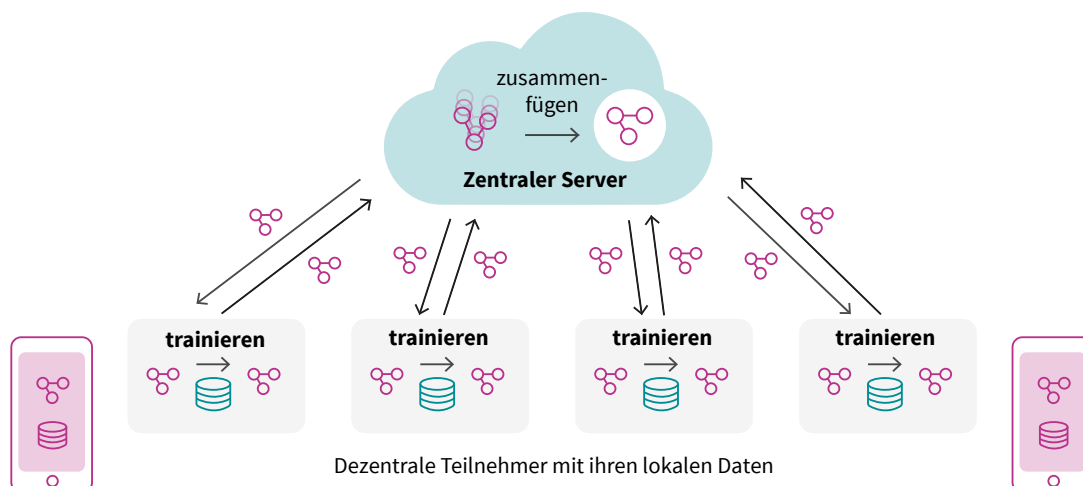 zusammen-
fügen
Zentraler Server
trainieren
trainieren
trainieren
trainieren
Dezentrale Teilnehmer mit ihren lokalen Daten